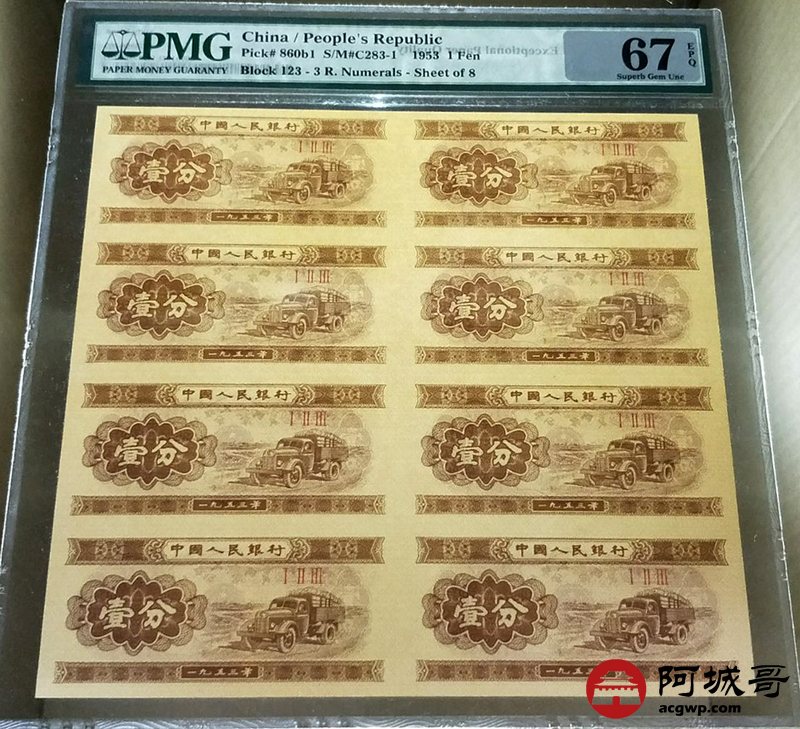 PMG
PAPER MONEY GUARANTY
China / People's Republic
Pick# 860b1 S/M#C283-1 1953 1 Fen
Block 123 - 3 R. Numerals - Sheet of 8
67 EPQ
Superb Gem Unc
中國人民銀行
I II III
壹分
一九五三年
中國人民銀行
I II III
壹分
一九五三年
中國人民銀行
I II III
壹分
一九五三年
中國人民銀行
I II III
壹分
一九五三年
中國人民銀行
I II III
壹分
一九五三年
中國人民銀行
I II III
壹分
一九五三年
中國人民銀行
I II III
壹分
一九五三年
中國人民銀行
I II III
壹分
一九五
阿城哥
acgwp.com